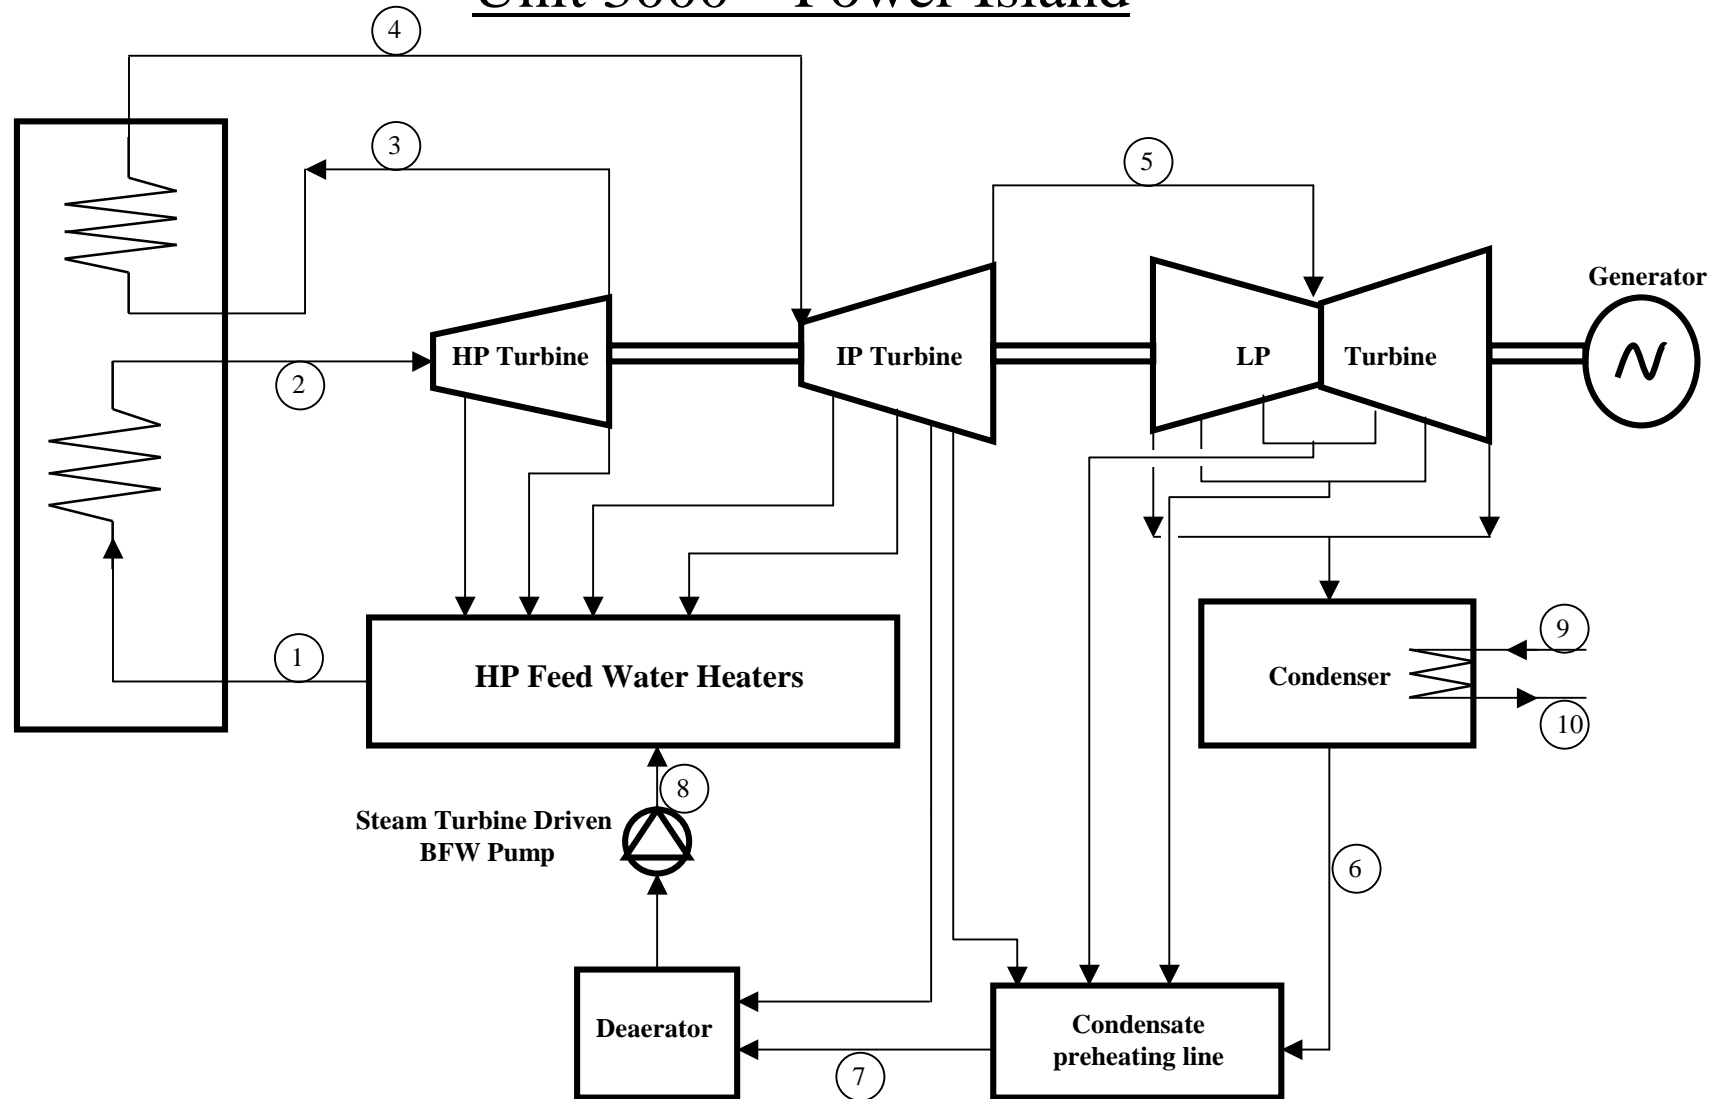 4
3
5
Generator
HP Turbine
IP Turbine
LP
Turbine
2
1
HP Feed Water Heaters
Condenser
9
10
8
Steam Turbine Driven
BFW Pump
6
Deaerator
Condensate
preheating line
7